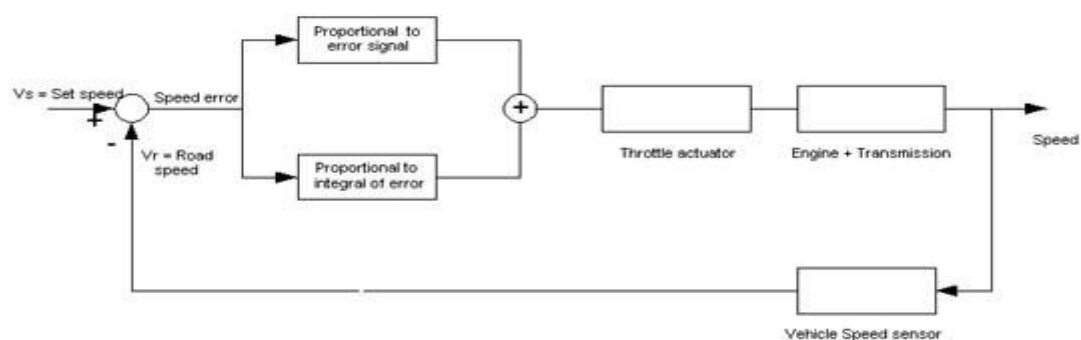 Proportional to
error signal
Vs = Set speed
Speed error
+
+
-
Vr = Road
speed
Throttle actuator
Engine + Transmission
Speed
Proportional to
integral of error
Vehicle Speed sensor